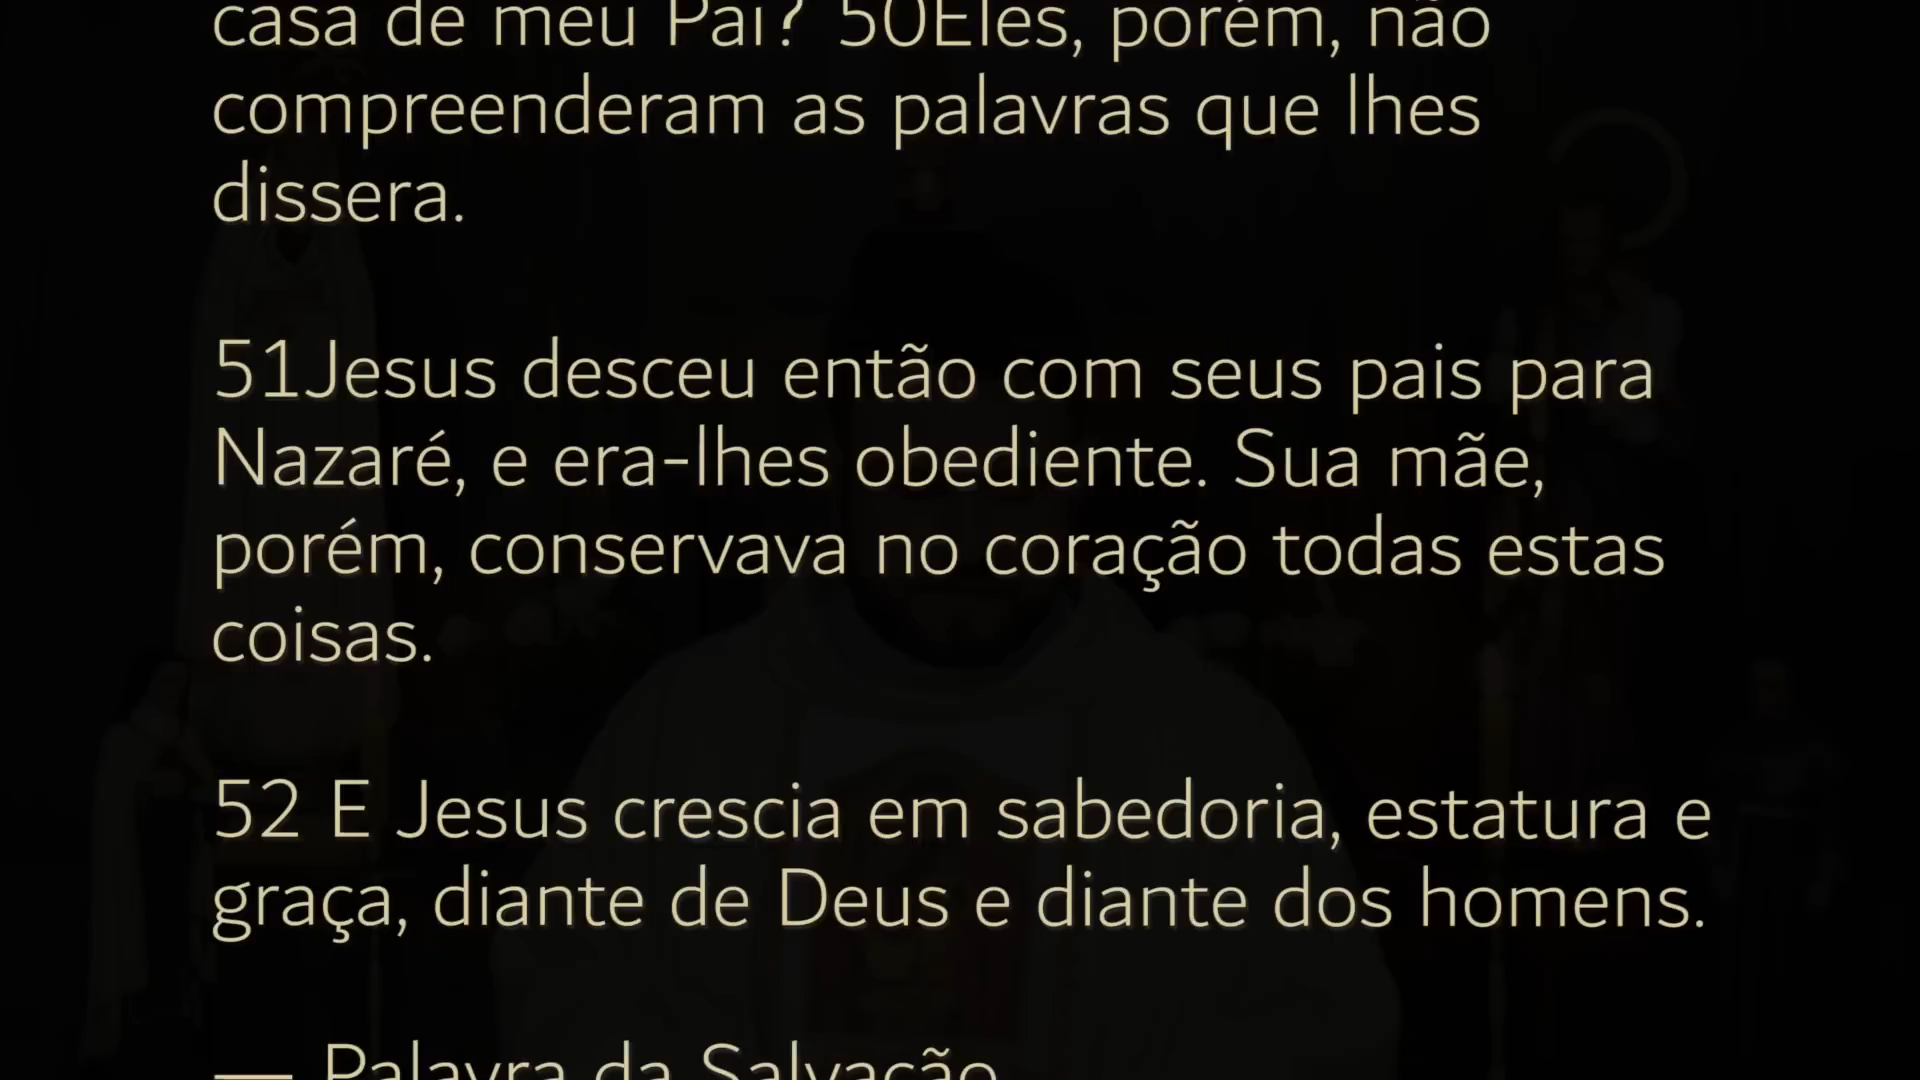 casa de meu Pai? 50Eles, porém, não
compreenderam as palavras que lhes
dissera.
51Jesus desceu então com seus pais para
Nazaré, e era-lhes obediente. Sua mãe,
porém, conservava no coração todas estas
coisas.
52 E Jesus crescia em sabedoria, estatura e
graça, diante de Deus e diante dos homens.
— Palavra da Salvação